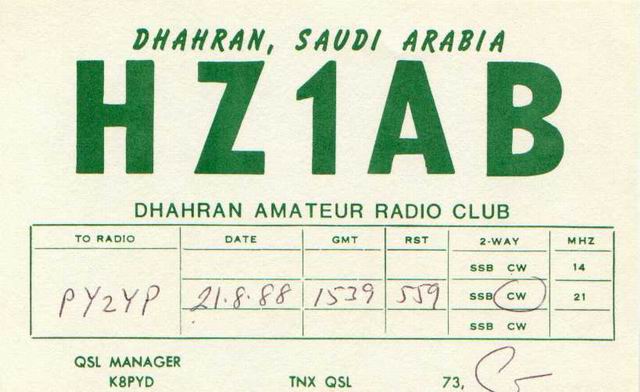 DHAHRAN, SAUDI ARABIA
HZ1AB
DHAHRAN AMATEUR RADIO CLUB
TO RADIO DATE GMT RST 2-WAY MHZ
SSB CW 14
PY2YP 21.8.88 1539 559 SSB CW 21
SSB CW
QSL MANAGER
K8PYD TNX QSL 73,